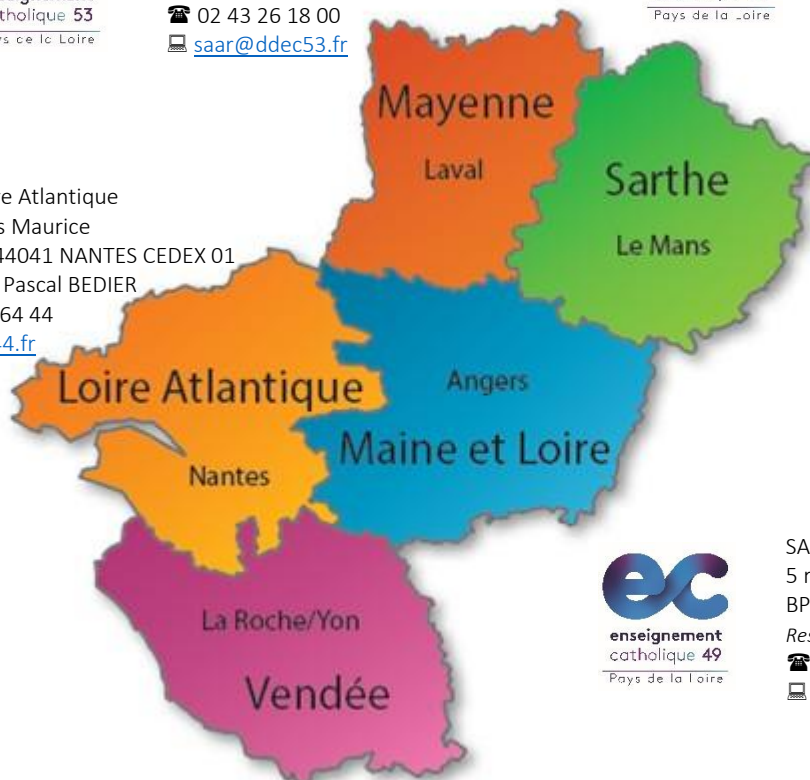 catholique 53
☎ 02 43 26 18 00
💻 saar@ddec53.fr
Pays de la Loire
Mayenne
Laval
Sarthe
Le Mans
Atlantique
Maurice
44041 NANTES CEDEX 01
Pascal BEDIER
64 44
4.fr
Loire Atlantique
Nantes
Angers
Maine et Loire
La Roche/Yon
Vendée
ec
enseignement
catholique 49
Pays de la Loire
SA
5 r
BP
Res
☎
💻